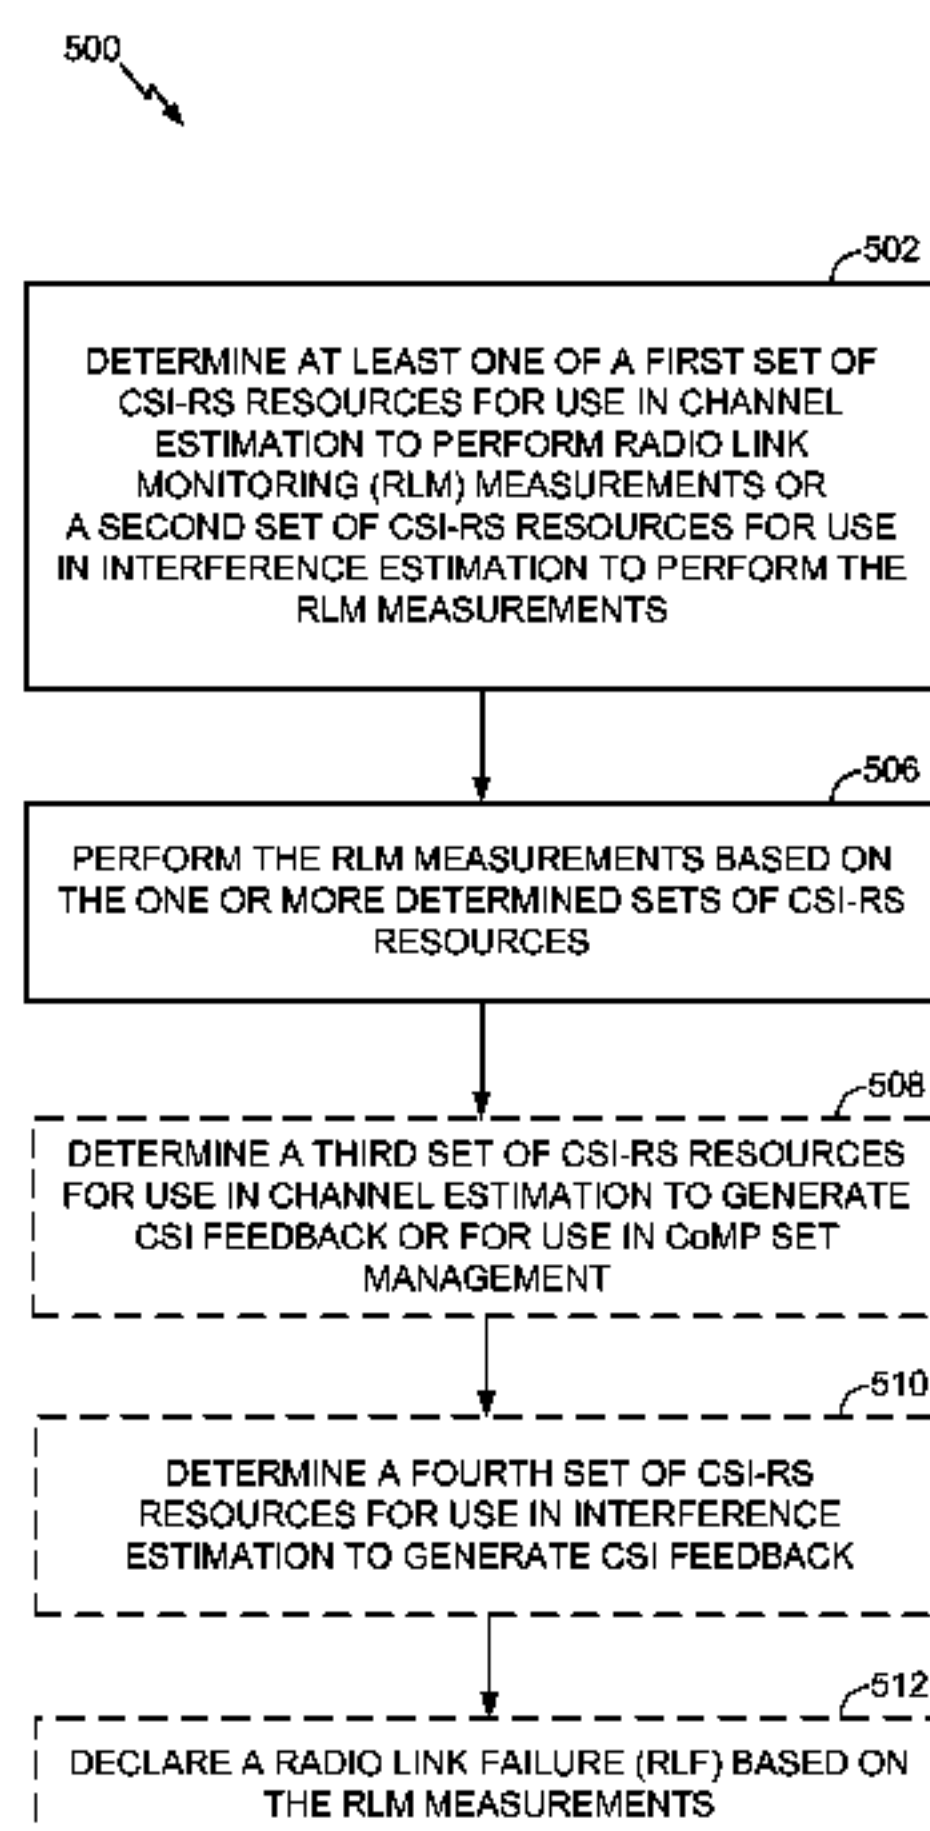 500
502
DETERMINE AT LEAST ONE OF A FIRST SET OF
CSI-RS RESOURCES FOR USE IN CHANNEL
ESTIMATION TO PERFORM RADIO LINK
MONITORING (RLM) MEASUREMENTS OR
A SECOND SET OF CSI-RS RESOURCES FOR USE
IN INTERFERENCE ESTIMATION TO PERFORM THE
RLM MEASUREMENTS
506
PERFORM THE RLM MEASUREMENTS BASED ON
THE ONE OR MORE DETERMINED SETS OF CSI-RS
RESOURCES
508
DETERMINE A THIRD SET OF CSI-RS RESOURCES
FOR USE IN CHANNEL ESTIMATION TO GENERATE
CSI FEEDBACK OR FOR USE IN CoMP SET
MANAGEMENT
510
DETERMINE A FOURTH SET OF CSI-RS
RESOURCES FOR USE IN INTERFERENCE
ESTIMATION TO GENERATE CSI FEEDBACK
512
DECLARE A RADIO LINK FAILURE (RLF) BASED ON
THE RLM MEASUREMENTS